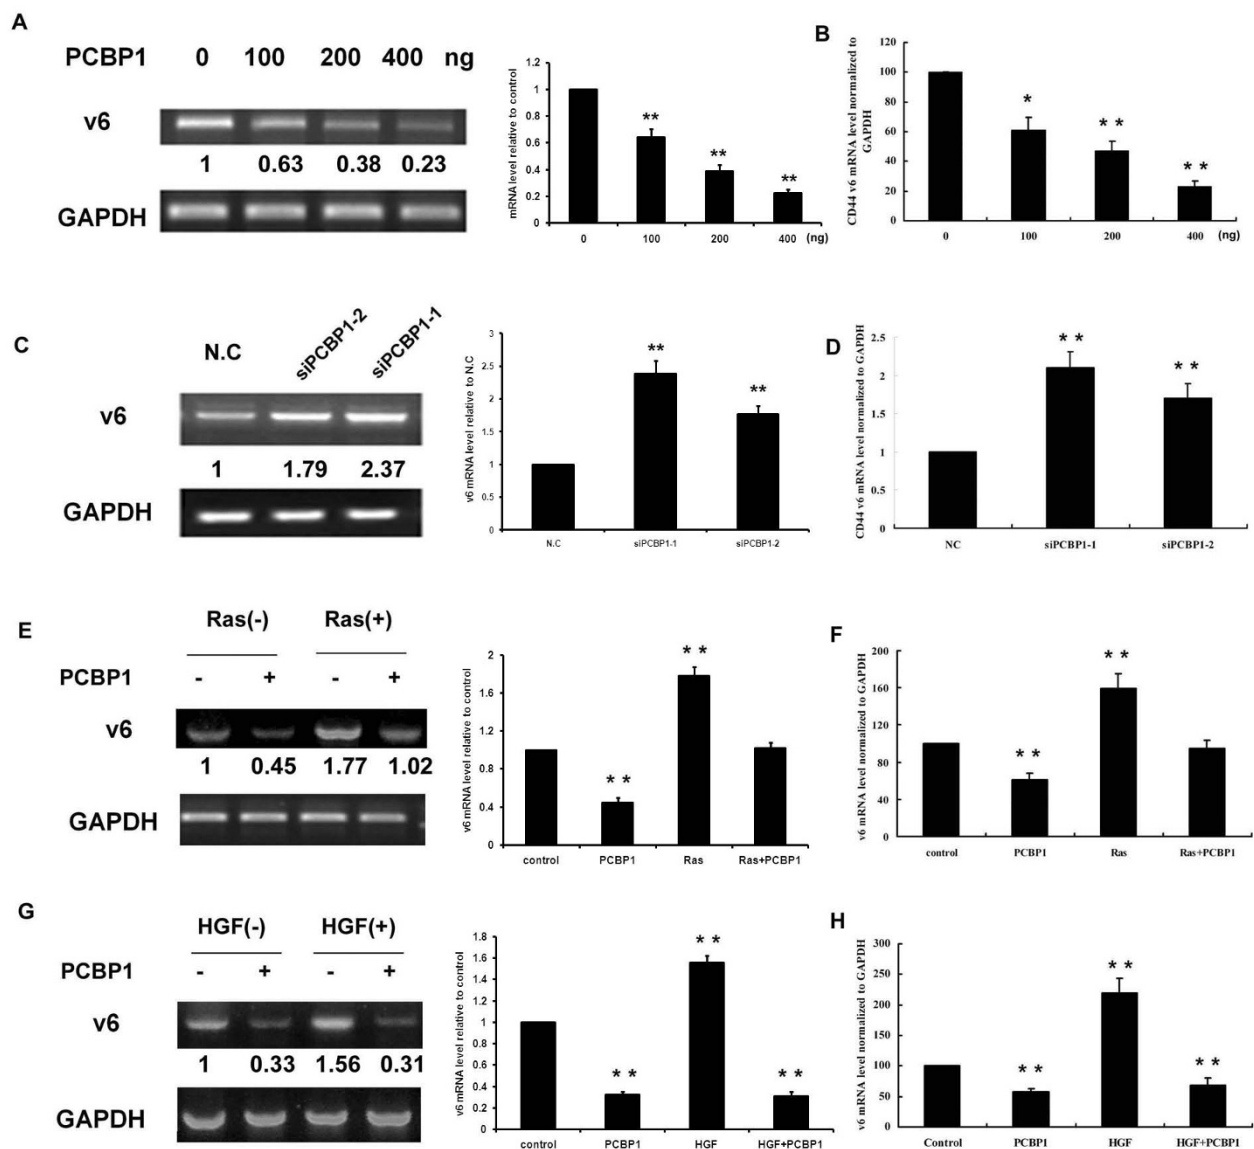 A
PCBP1 0 100 200 400 ng
v6
1 0.63 0.38 0.23
GAPDH
mRNA level relative to control
1.2
1
0.8
0.6
0.4
0.2
0
** ** **
0 100 200 400 (ng)
B
CD44 v6 mRNA level normalized to
GAPDH
120
100
80
60
40
20
0
* ** **
0 100 200 400 (ng)
C
N.C siPCBP1-2 siPCBP1-1
v6
1 1.79 2.37
GAPDH
v6 mRNA level relative to N.C
3
2.5
2
1.5
1
0.5
0
** **
N.C siPCBP1-1 siPCBP1-2
D
CD44 v6 mRNA level normalized to GAPDH
2.5
2
1.5
1
0.5
0
** **
NC siPCBP1-1 siPCBP1-2
E
Ras(-) Ras(+)
PCBP1 - + - +
v6
1 0.45 1.77 1.02
GAPDH
v6 mRNA level relative to control
2
1.6
1.2
0.8
0.4
0
** **
control PCBP1 Ras Ras+PCBP1
F
v6 mRNA level normalized to GAPDH
200
160
120
80
40
0
** **
control PCBP1 Ras Ras+PCBP1
G
HGF(-) HGF(+)
PCBP1 - + - +
v6
1 0.33 1.56 0.31
GAPDH
v6 mRNA level relative to control
1.8
1.6
1.4
1.2
1
0.8
0.6
0.4
0.2
0
** ** **
control PCBP1 HGF HGF+PCBP1
H
v6 mRNA level normalized to GAPDH
300
250
200
150
100
50
0
** ** **
Control PCBP1 HGF HGF+PCBP1